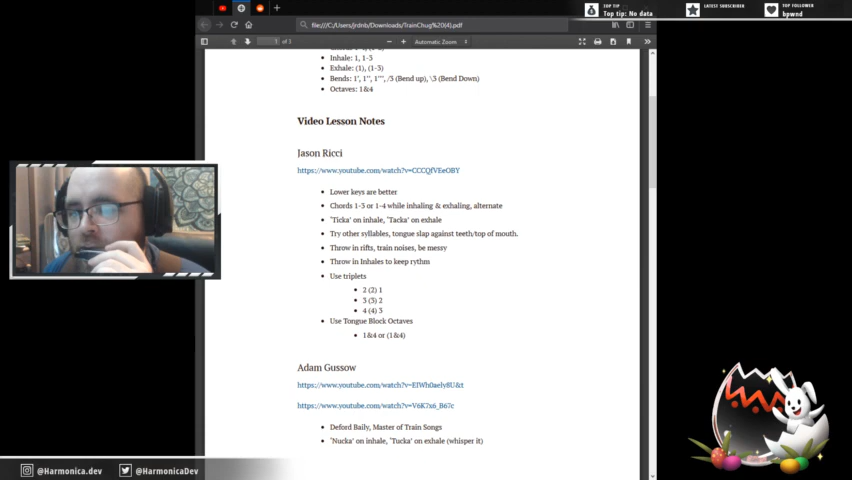 TOP TIP
Top tip: No data
LATEST SUBSCRIBER
TOP FOLLOWER
bpwnd
file:///C:/Users/jrdnb/Downloads/TrainChug%20(4).pdf
1 of 3
Automatic Zoom
• Inhale: 1, 1-3
• Exhale: (1), (1-3)
• Bends: 1', 1'', 1''', /3 (Bend up), \3 (Bend Down)
• Octaves: 1&4
Video Lesson Notes
Jason Ricci
https://www.youtube.com/watch?v=CCCQfVEeOBY
• Lower keys are better
• Chords 1-3 or 1-4 while inhaling & exhaling, alternate
• 'Ticka' on inhale, 'Tacka' on exhale
• Try other syllables, tongue slap against teeth/top of mouth.
• Throw in rifts, train noises, be messy
• Throw in Inhales to keep rythm
• Use triplets
• 2 (2) 1
• 3 (3) 2
• 4 (4) 3
• Use Tongue Block Octaves
• 1&4 or (1&4)
Adam Gussow
https://www.youtube.com/watch?v=EIWh0aely8U&t
https://www.youtube.com/watch?v=V6K7x6_B67c
• Deford Baily, Master of Train Songs
• 'Nucka' on inhale, 'Tucka' on exhale (whisper it)
@Harmonica.dev
@HarmonicaDev